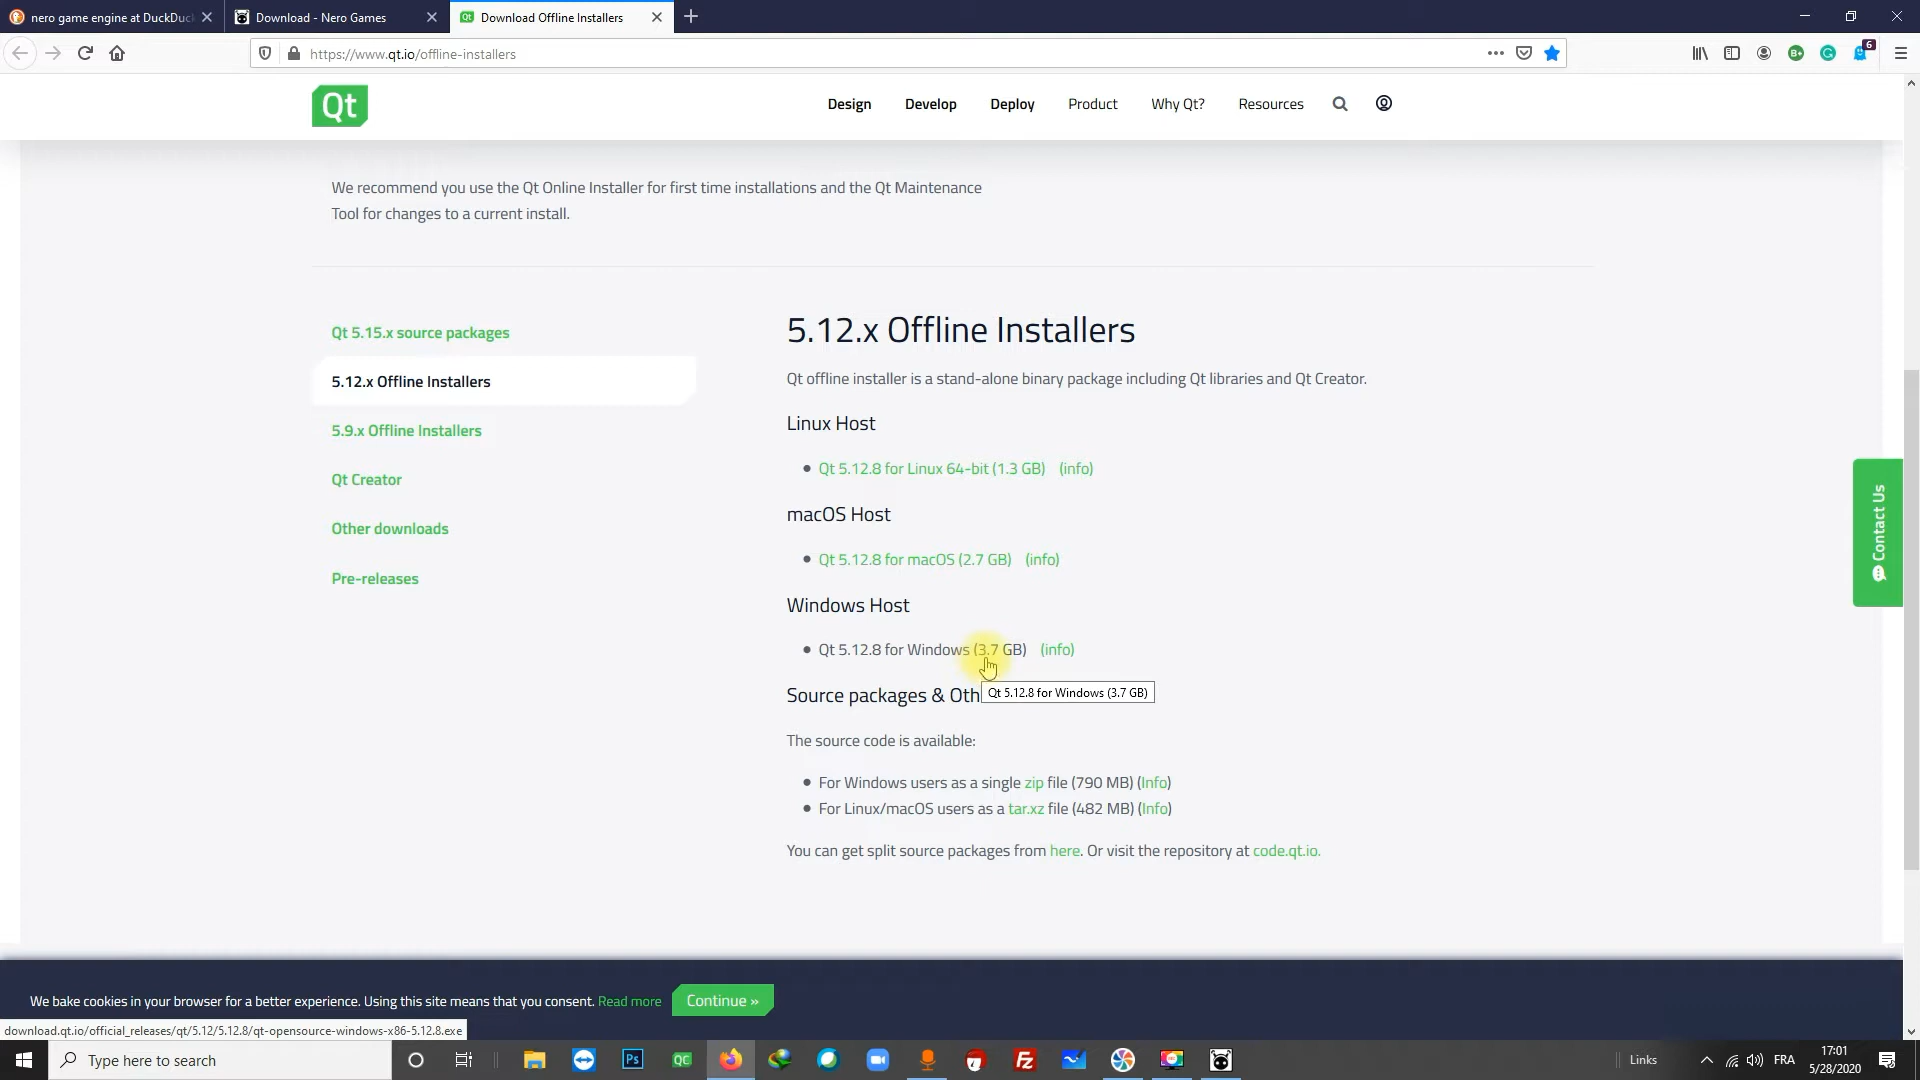 nero game engine at DuckDuc
Download - Nero Games
Download Offline Installers
https://www.qt.io/offline-installers
6
Qt
Design
Develop
Deploy
Product
Why Qt?
Resources
We recommend you use the Qt Online Installer for first time installations and the Qt Maintenance
Tool for changes to a current install.
Qt 5.15.x source packages
5.12.x Offline Installers
5.9.x Offline Installers
Qt Creator
Other downloads
Pre-releases
5.12.x Offline Installers
Qt offline installer is a stand-alone binary package including Qt libraries and Qt Creator.
Linux Host
Qt 5.12.8 for Linux 64-bit (1.3 GB) (info)
macOS Host
Qt 5.12.8 for macOS (2.7 GB) (info)
Windows Host
Qt 5.12.8 for Windows (3.7 GB) (info)
Qt 5.12.8 for Windows (3.7 GB)
Source packages & Oth
The source code is available:
For Windows users as a single zip file (790 MB) (Info)
For Linux/macOS users as a tar.xz file (482 MB) (Info)
You can get split source packages from here. Or visit the repository at code.qt.io.
Contact Us
We bake cookies in your browser for a better experience. Using this site means that you consent. Read more
Continue »
download.qt.io/official_releases/qt/5.12/5.12.8/qt-opensource-windows-x86-5.12.8.exe
Type here to search
Ps
QC
Fz
Links
FRA
17:01
5/28/2020